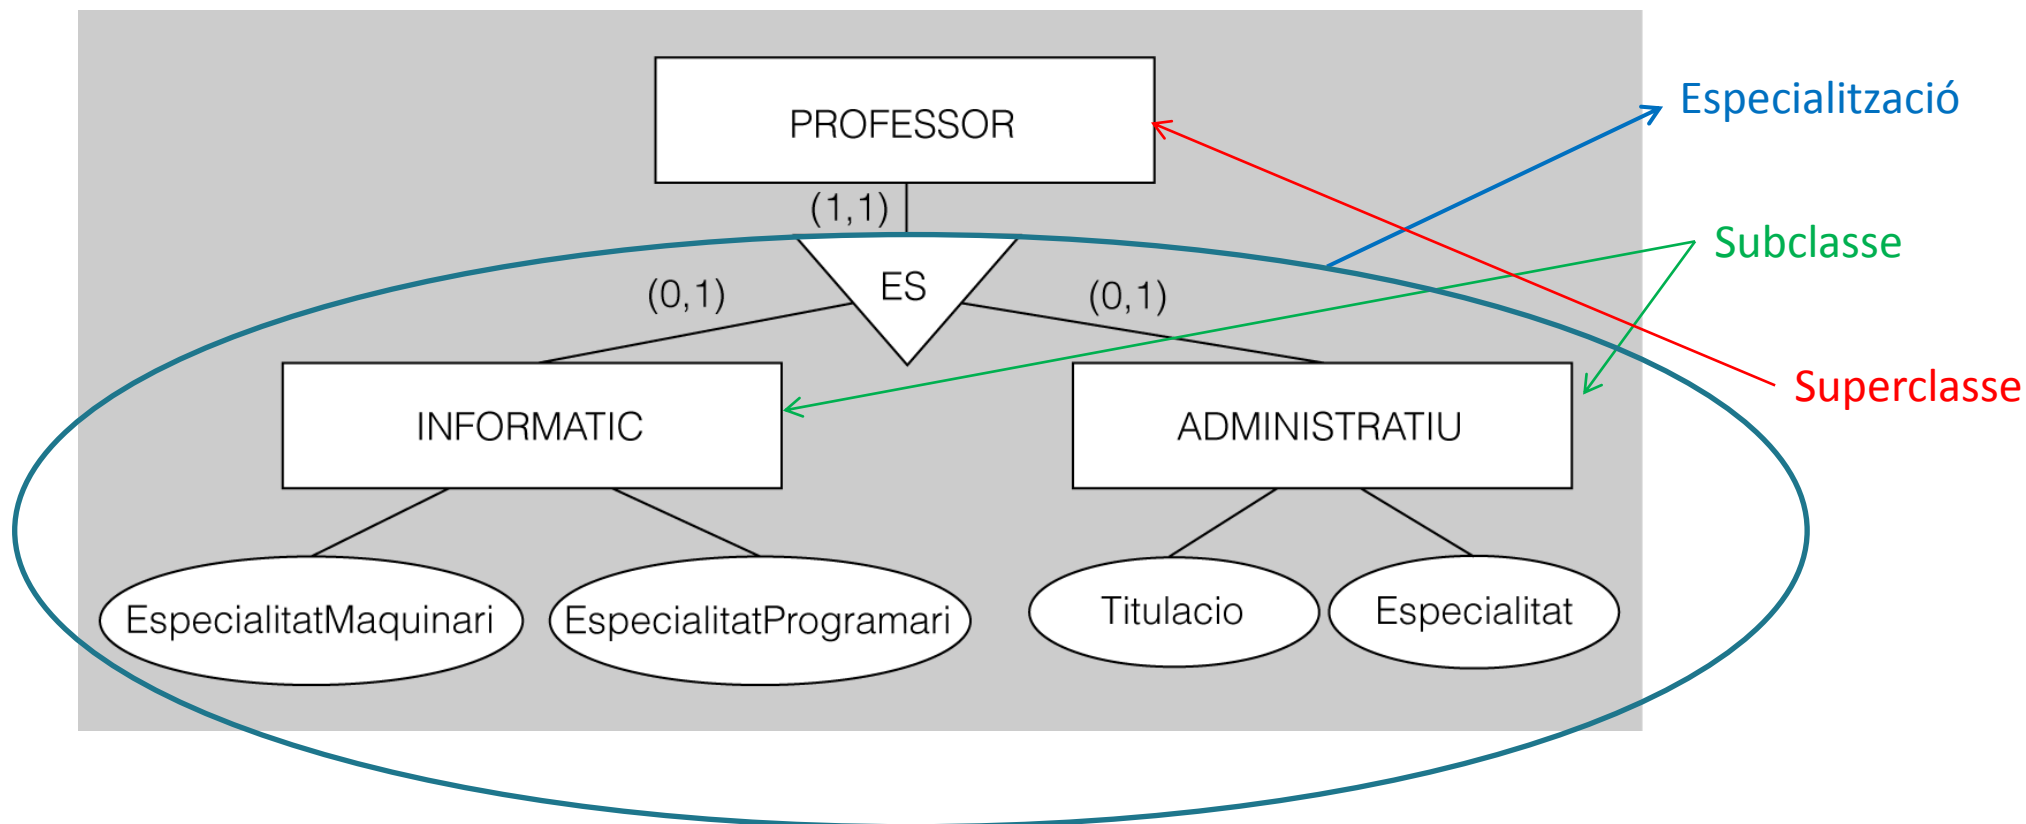 PROFESSOR
Especialització
(1,1)
Subclasse
ES
(0,1)
(0,1)
Superclasse
INFORMATIC
ADMINISTRATIU
EspecialitatMaquinari
EspecialitatProgramari
Titulacio
Especialitat